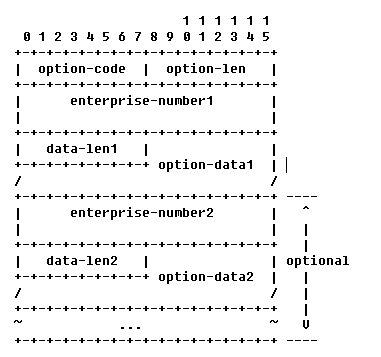 1 1 1 1 1 1
 0 1 2 3 4 5 6 7 8 9 0 1 2 3 4 5
+-+-+-+-+-+-+-+-+-+-+-+-+-+-+-+-+
|  option-code  |  option-len   |
+-+-+-+-+-+-+-+-+-+-+-+-+-+-+-+-+
|      enterprise-number1       |
|                               |
+-+-+-+-+-+-+-+-+-+-+-+-+-+-+-+-+
|   data-len1   |               |
+-+-+-+-+-+-+-+-+ option-data1  | |
/                               /
+-+-+-+-+-+-+-+-+-+-+-+-+-+-+-+-+ ----
|      enterprise-number2       |   ^
|                               |   |
+-+-+-+-+-+-+-+-+-+-+-+-+-+-+-+-+   |
|   data-len2   |               | optional
+-+-+-+-+-+-+-+-+ option-data2  |   |
/                               /   |
+-+-+-+-+-+-+-+-+-+-+-+-+-+-+-+-+   |
~            ...                ~   V
+-+-+-+-+-+-+-+-+-+-+-+-+-+-+-+-+ ----